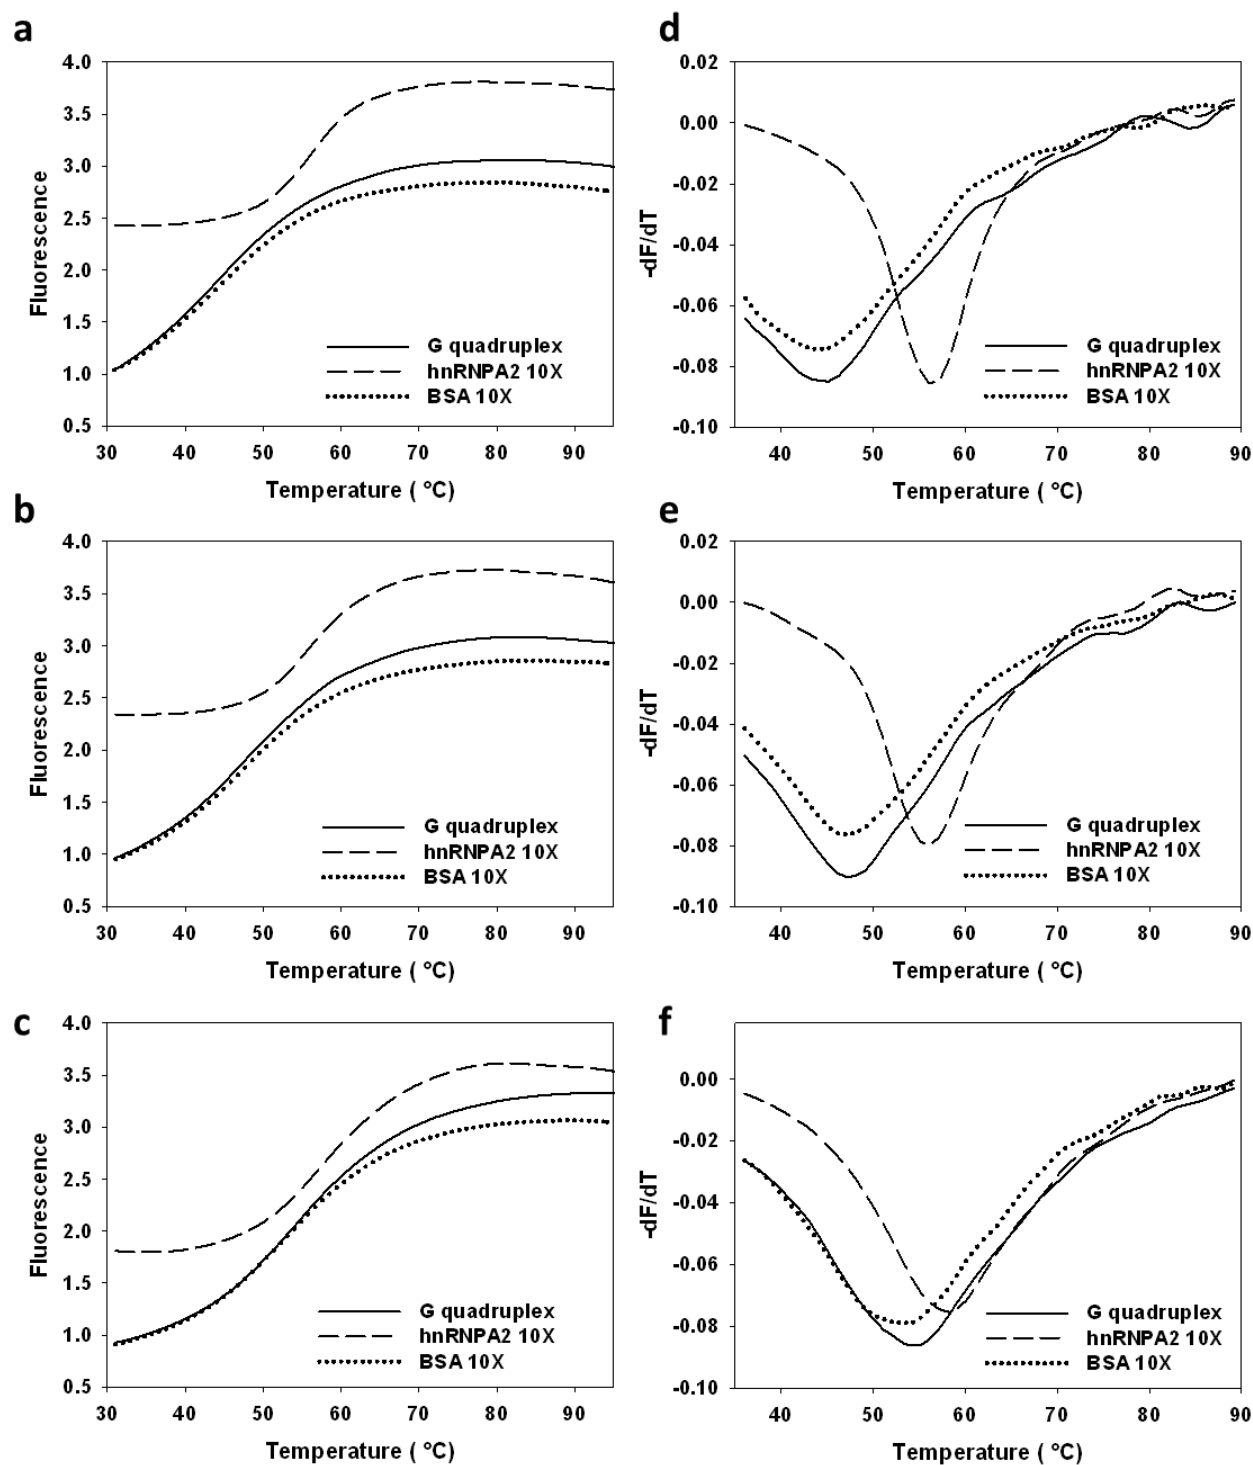 a
4.0
3.5
3.0
2.5
2.0
1.5
1.0
0.5
Fluorescence
G quadruplex
hnRNPA2 10X
BSA 10X
30 40 50 60 70 80 90
Temperature ( °C)
d
0.02
0.00
-0.02
-0.04
-0.06
-0.08
-0.10
-dF/dT
G quadruplex
hnRNPA2 10X
BSA 10X
40 50 60 70 80 90
Temperature ( °C)
b
4.0
3.5
3.0
2.5
2.0
1.5
1.0
0.5
Fluorescence
G quadruplex
hnRNPA2 10X
BSA 10X
30 40 50 60 70 80 90
Temperature ( °C)
e
0.02
0.00
-0.02
-0.04
-0.06
-0.08
-0.10
-dF/dT
G quadruplex
hnRNPA2 10X
BSA 10X
40 50 60 70 80 90
Temperature ( °C)
c
4.0
3.5
3.0
2.5
2.0
1.5
1.0
0.5
Fluorescence
G quadruplex
hnRNPA2 10X
BSA 10X
30 40 50 60 70 80 90
Temperature ( °C)
f
0.00
-0.02
-0.04
-0.06
-0.08
-0.10
-dF/dT
G quadruplex
hnRNPA2 10X
BSA 10X
40 50 60 70 80 90
Temperature ( °C)